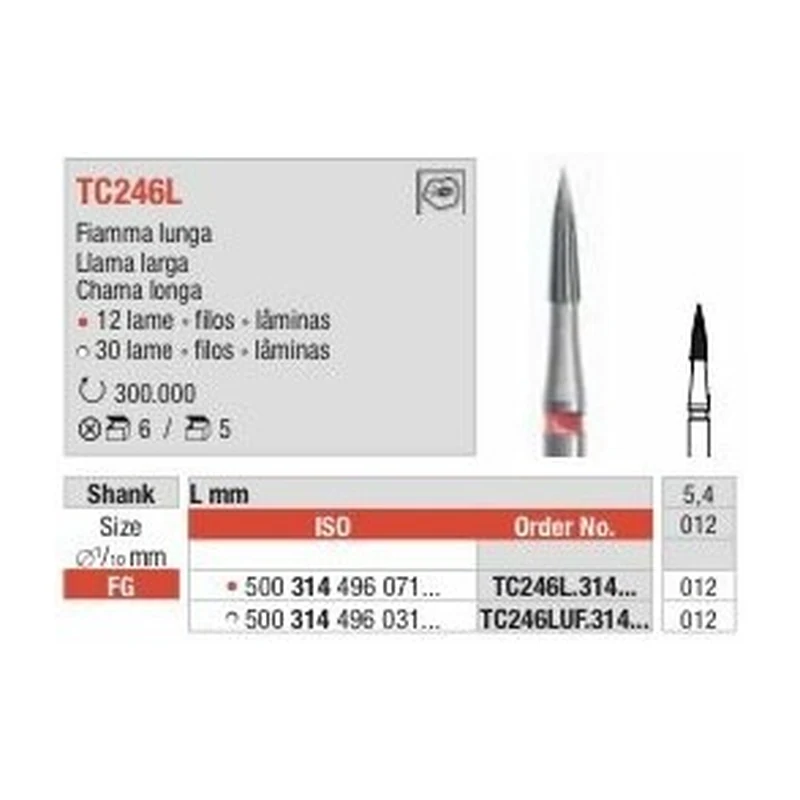 TC246L
Fiamma lunga
Llama larga
Chama longa
12 lame • filos • lâminas
30 lame • filos • lâminas
300.000
6 / 5
Shank L mm 5,4
Size ISO Order No. 012
∅¹/₁₀ mm
FG 500 314 496 071... TC246L.314... 012
500 314 496 031... TC246LUF.314... 012